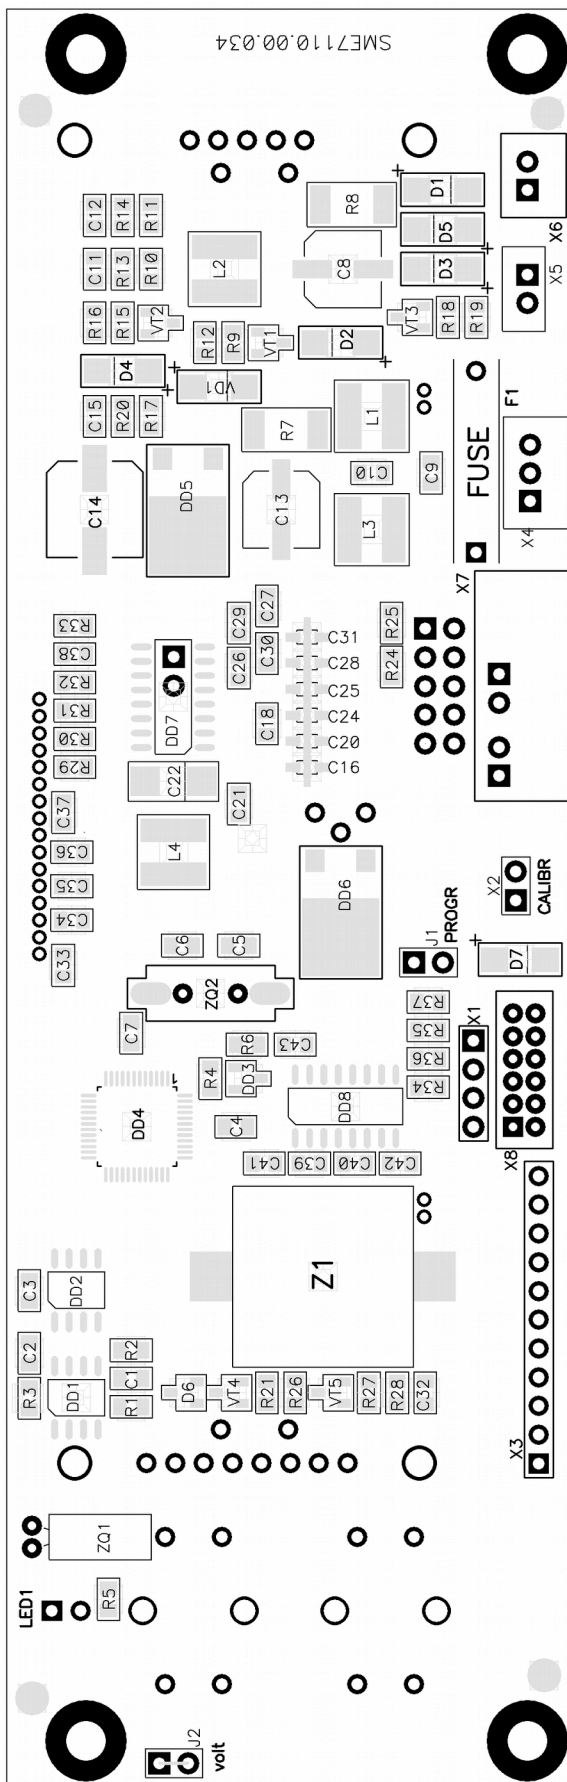 SME7110.00.034
C12
R14
R11
R8
D1
D5
D3
X6
C11
R13
R10
L2
C8
X5
R16
R15
VT2
R12
R9
VT1
D2
VT3
R18
R19
D4
VD1
C15
R20
R17
R7
L1
F1
C14
DD5
C13
C10
C9
L3
FUSE
X4
X7
R33
C38
R32
R31
R30
R29
C37
C36
C35
C34
C33
C29
C27
C26
C30
C18
C31
C28
C25
C24
C20
C16
R25
R24
DD7
C22
C21
L4
DD6
X2
CALIBR
J1
PROGR
C6
C5
ZQ2
D7
C7
R6
C43
R4
DD3
DD4
C4
DD8
R37
R35
R36
R34
X1
X8
C41
C39
C40
C42
Z1
C3
DD2
C2
R2
R3
DD1
C1
R1
D6
VT4
R21
R26
VT5
R27
R28
C32
X3
ZQ1
LED1
R5
J2
volt